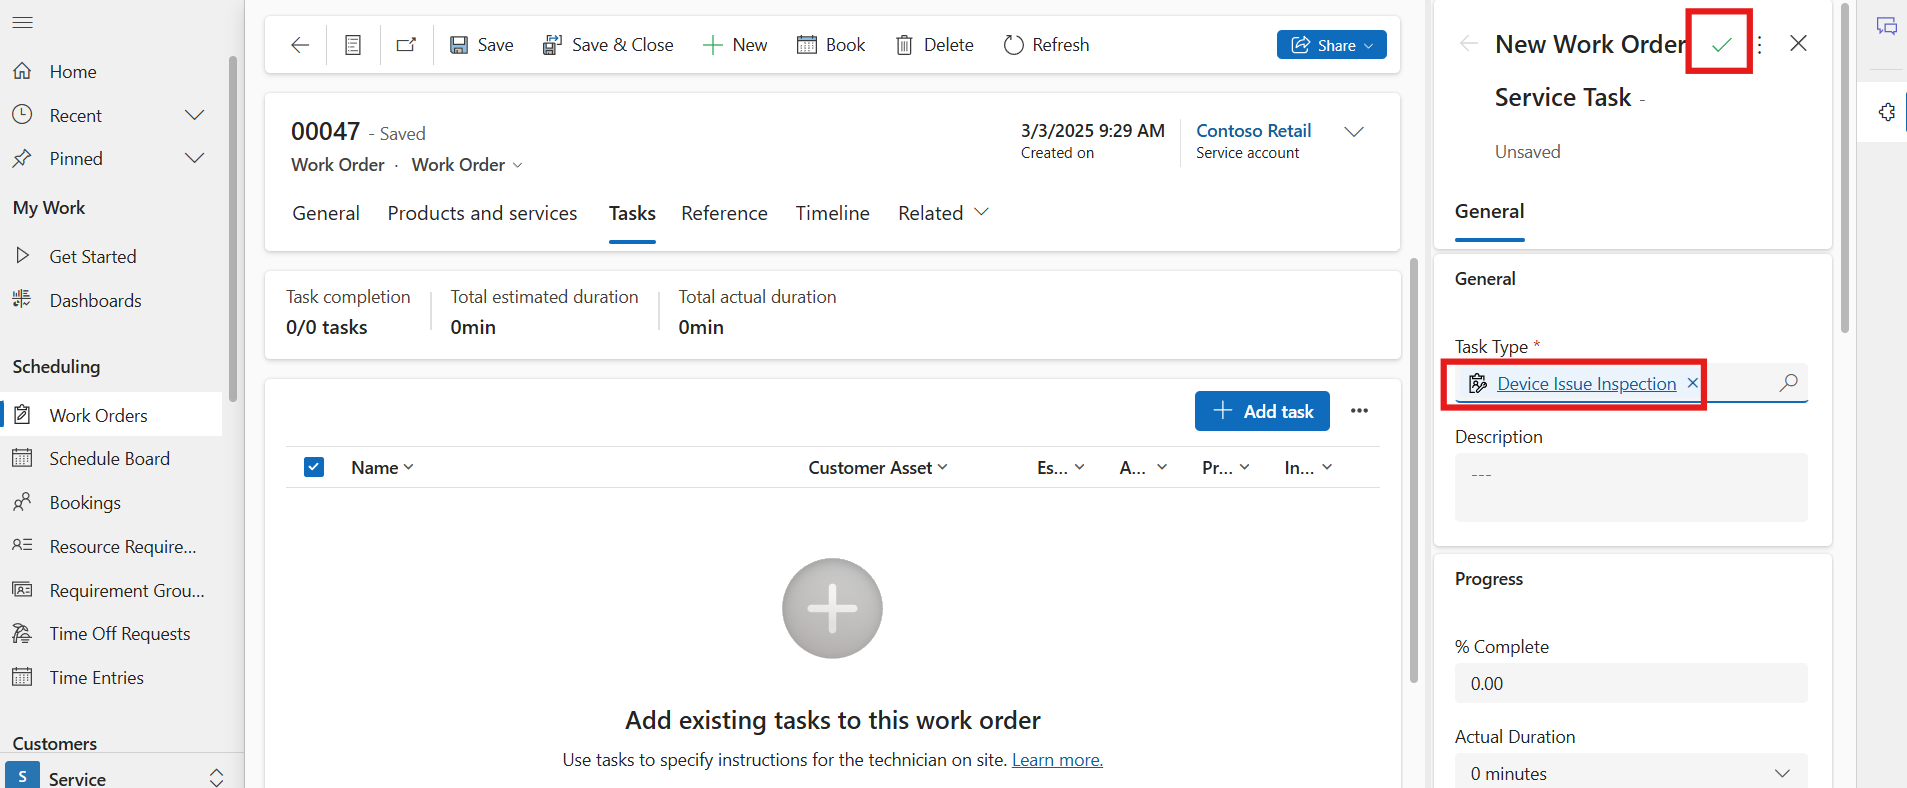 Home
Recent
Pinned
My Work
Get Started
Dashboards
Scheduling
Work Orders
Schedule Board
Bookings
Resource Require...
Requirement Grou...
Time Off Requests
Time Entries
Customers
S Service
Save Save & Close New Book Delete Refresh Share
00047 - Saved
Work Order · Work Order
3/3/2025 9:29 AM
Created on
Contoso Retail
Service account
General Products and services Tasks Reference Timeline Related
Task completion Total estimated duration Total actual duration
0/0 tasks 0min 0min
Add task
Name Customer Asset Es... A... Pr... In...
Add existing tasks to this work order
Use tasks to specify instructions for the technician on site. Learn more.
New Work Order
Service Task -
Unsaved
General
General
Task Type *
Device Issue Inspection
Description
---
Progress
% Complete
0.00
Actual Duration
0 minutes